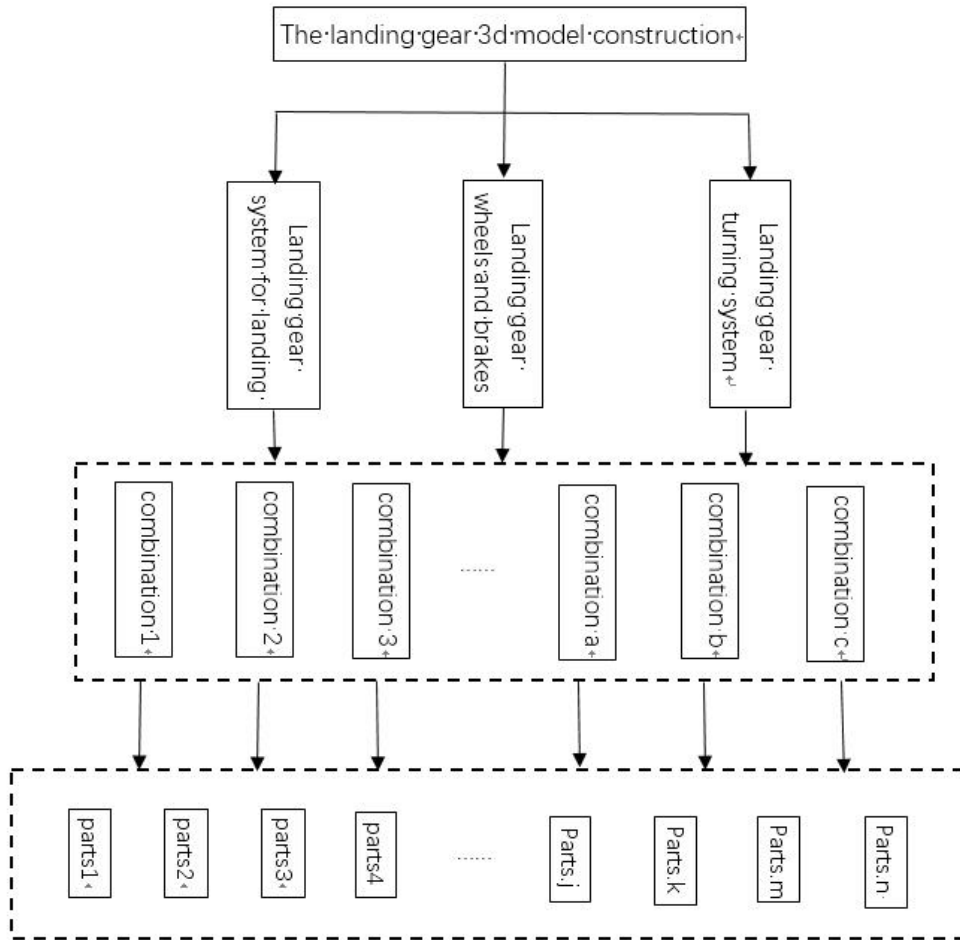 The landing gear 3d model construction
Landing gear
system for landing
Landing gear
wheels and brakes
Landing gear
turning system
combination 1
combination 2
combination 3
......
combination a
combination b
combination c
parts1
parts2
parts3
parts4
......
Parts.j
Parts.k
Parts.m
Parts.n